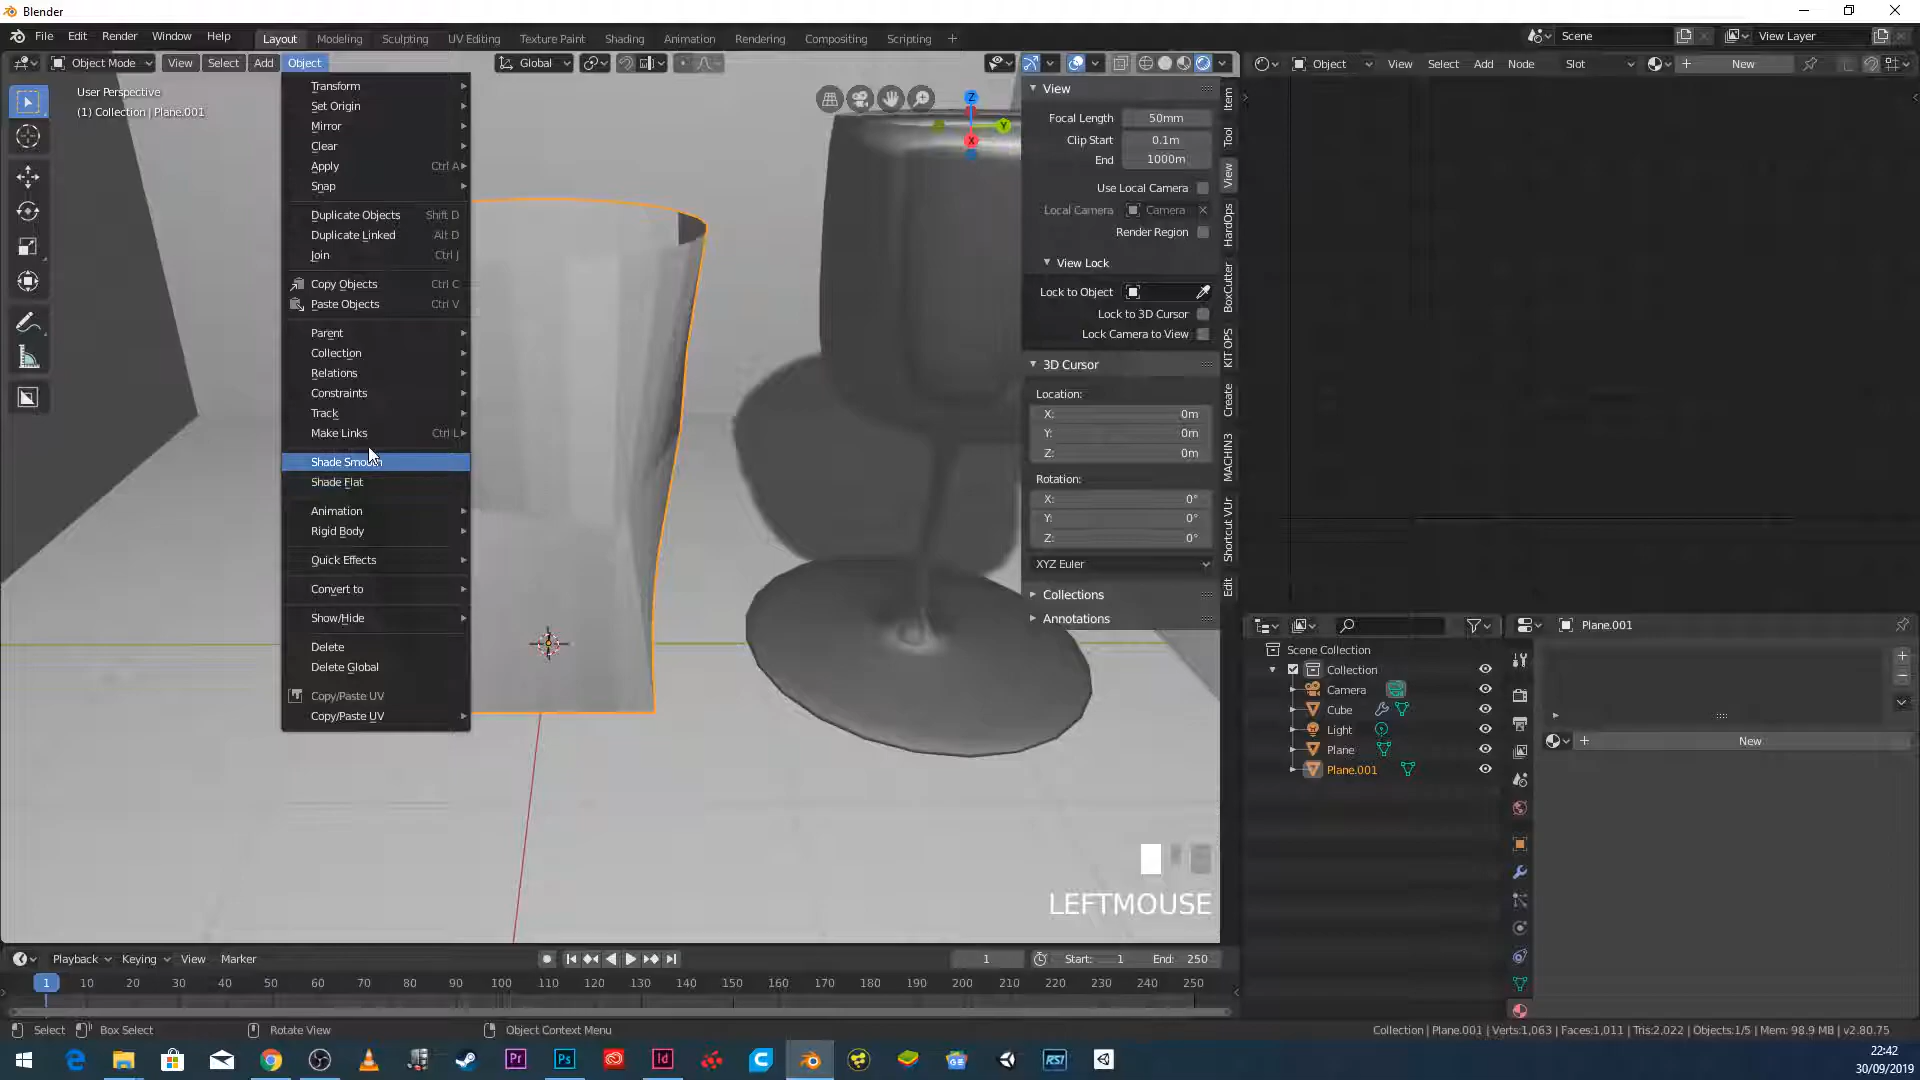 Blender
File Edit Render Window Help
Layout Modeling Sculpting UV Editing Texture Paint Shading Animation Rendering Compositing Scripting +
Scene
View Layer
Object Mode View Select Add Object
Global
Object View Select Add Node Slot New
User Perspective
(1) Collection | Plane.001
Transform
Set Origin
Mirror
Clear
Apply Ctrl A
Snap
Duplicate Objects Shift D
Duplicate Linked Alt D
Join Ctrl J
Copy Objects Ctrl C
Paste Objects Ctrl V
Parent
Collection
Relations
Constraints
Track
Make Links Ctrl L
Shade Smooth
Shade Flat
Animation
Rigid Body
Quick Effects
Convert to
Show/Hide
Delete
Delete Global
Copy/Paste UV
Copy/Paste UV
Z
Y
X
View
Focal Length 50mm
Clip Start 0.1m
End 1000m
Use Local Camera
Local Camera Camera
Render Region
View Lock
Lock to Object
Lock to 3D Cursor
Lock Camera to View
3D Cursor
Location:
X: 0m
Y: 0m
Z: 0m
Rotation:
X: 0°
Y: 0°
Z: 0°
XYZ Euler
Collections
Annotations
Item
Tool
View
HardOps
BoxCutter
KIT OPS
Create
MACHIN3
Shortcut VUr
Edit
LEFTMOUSE
Scene Collection
Collection
Camera
Cube
Light
Plane
Plane.001
Plane.001
New
Playback Keying View Marker
1 Start: 1 End: 250
1 10 20 30 40 50 60 70 80 90 100 110 120 130 140 150 160 170 180 190 200 210 220 230 240 250
Select Box Select Rotate View Object Context Menu
Collection | Plane.001 | Verts:1,063 | Faces:1,011 | Tris:2,022 | Objects:1/5 | Mem: 98.9 MB | v2.80.75
Pr Ps Id RSI
22:42
30/09/2019